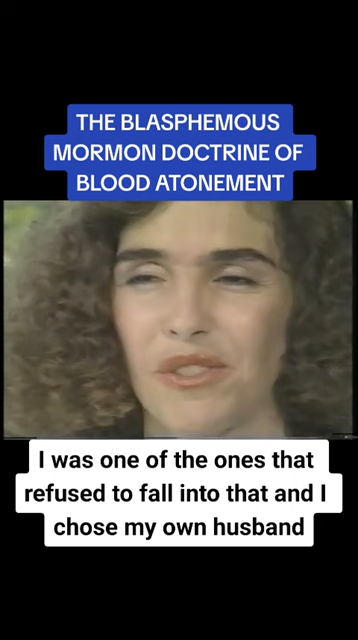 THE BLASPHEMOUS
MORMON DOCTRINE OF
BLOOD ATONEMENT
I was one of the ones that
refused to fall into that and I
chose my own husband